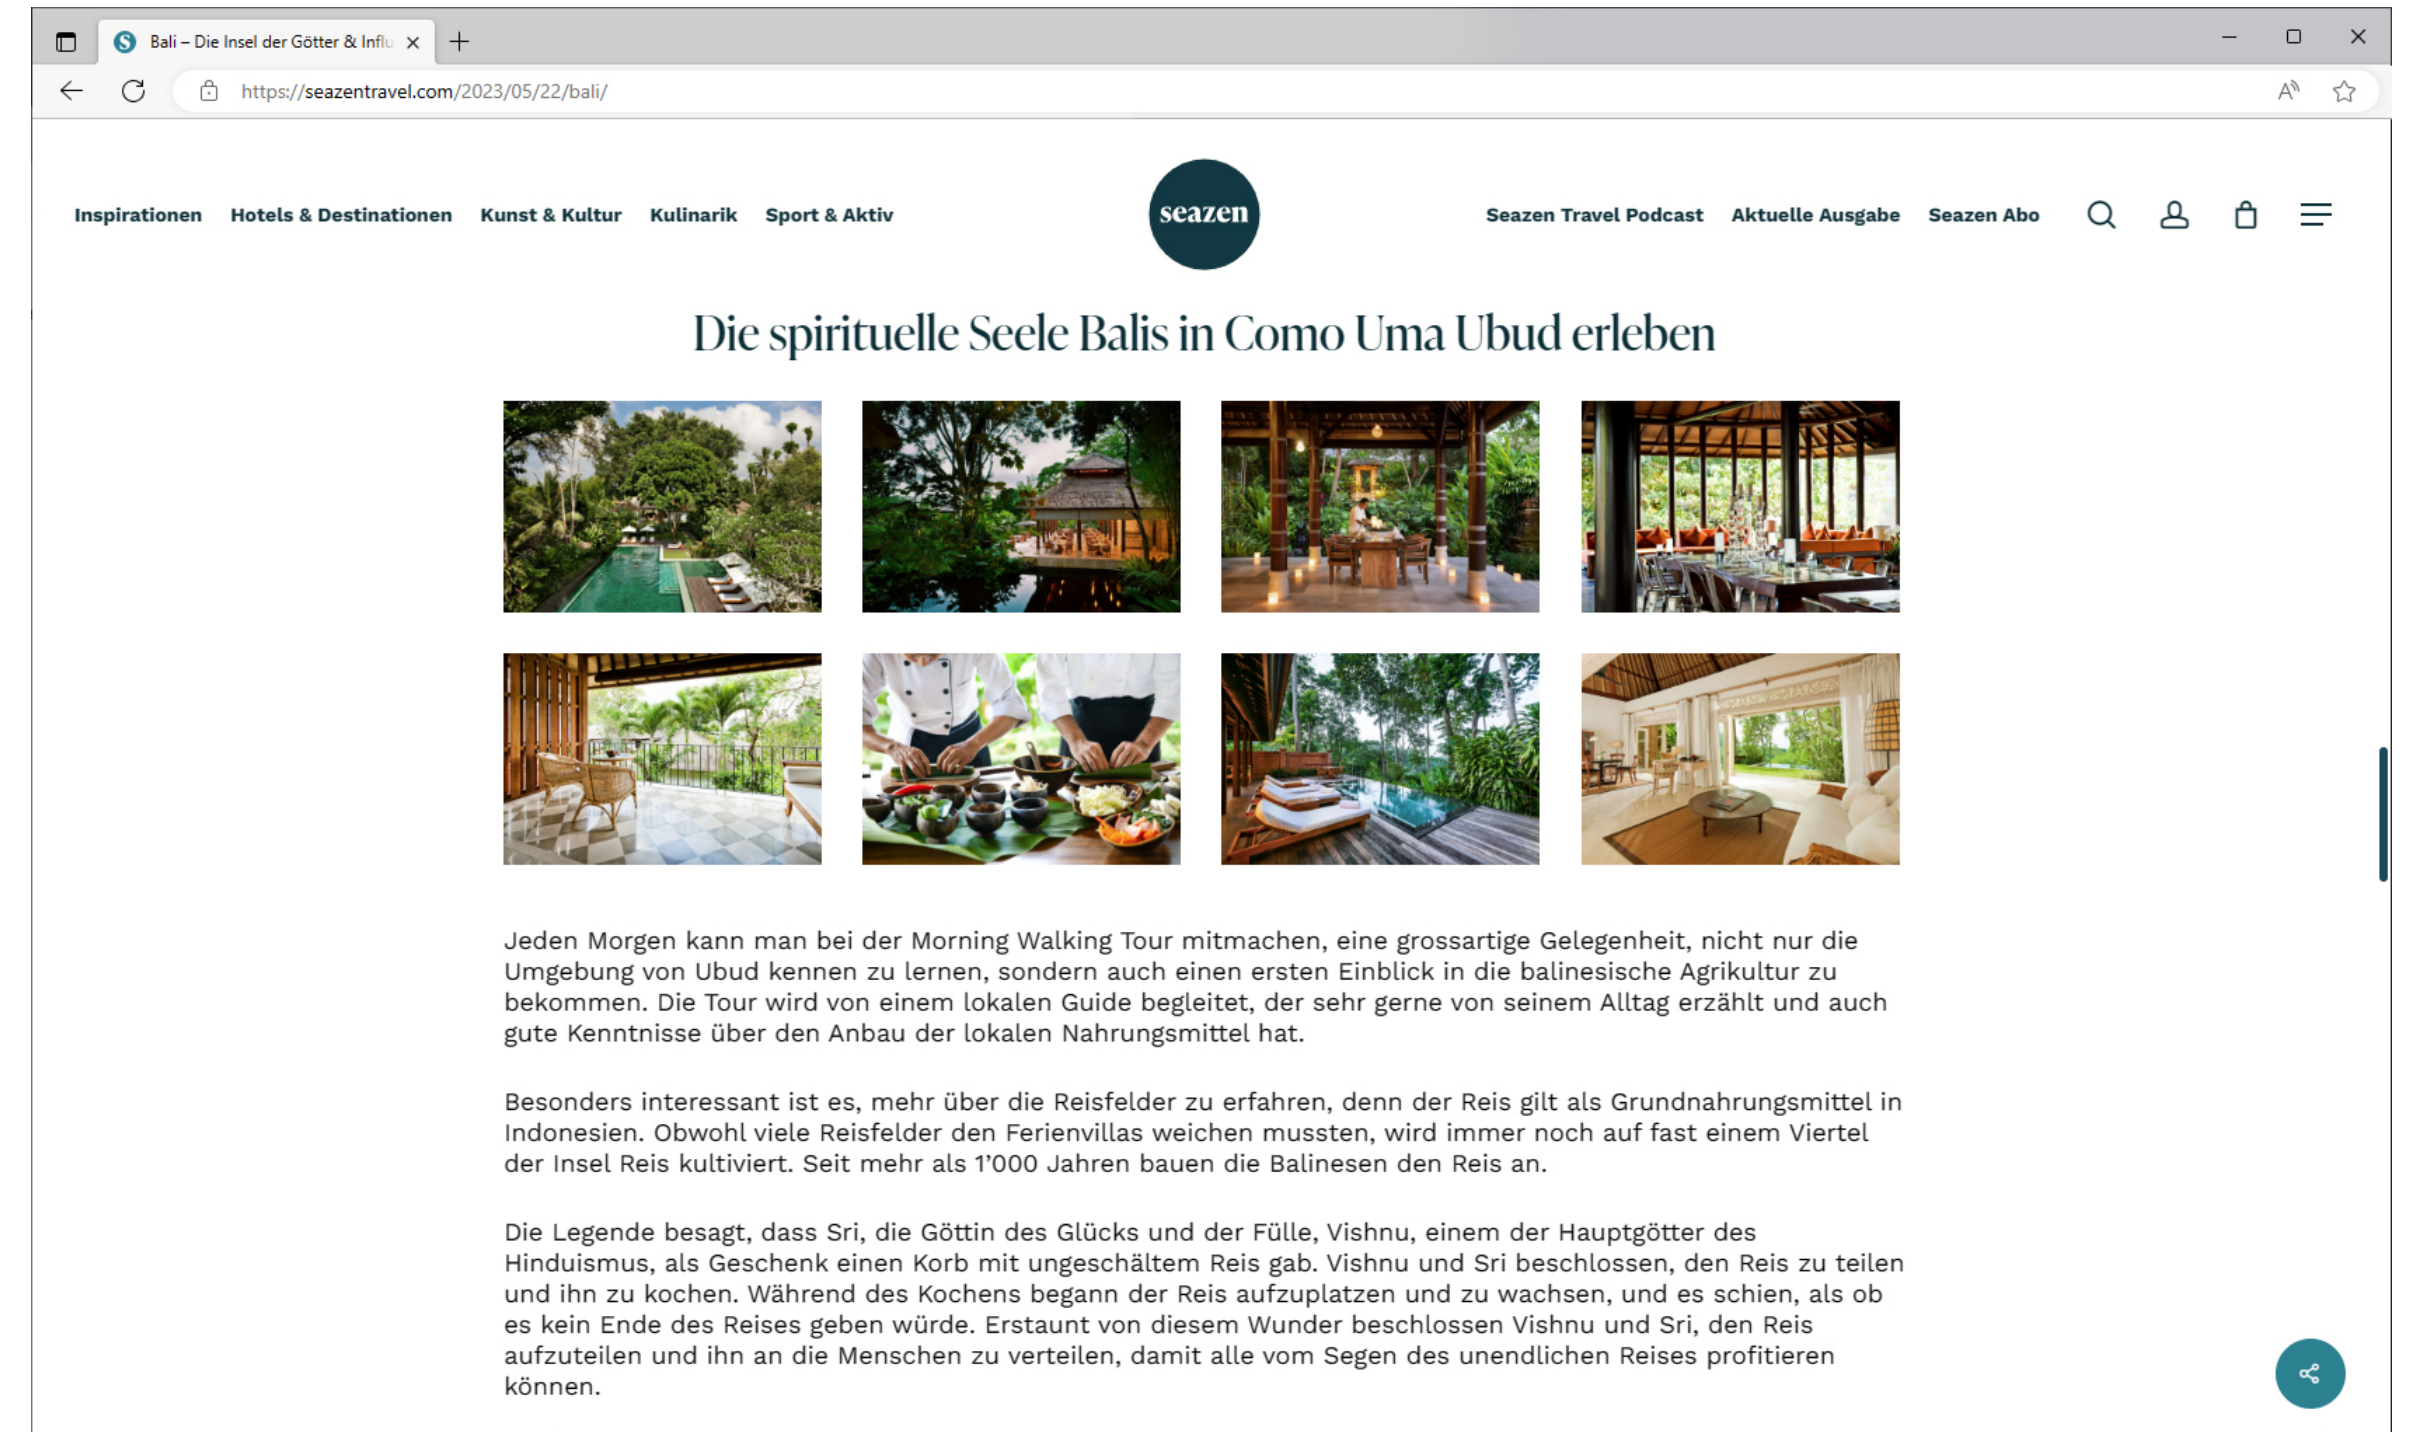 Bali – Die Insel der Götter & Influ
https://seazentravel.com/2023/05/22/bali/
Inspirationen Hotels & Destinationen Kunst & Kultur Kulinarik Sport & Aktiv
seazen
Seazen Travel Podcast Aktuelle Ausgabe Seazen Abo
Die spirituelle Seele Balis in Como Uma Ubud erleben
Jeden Morgen kann man bei der Morning Walking Tour mitmachen, eine grossartige Gelegenheit, nicht nur die
Umgebung von Ubud kennen zu lernen, sondern auch einen ersten Einblick in die balinesische Agrikultur zu
bekommen. Die Tour wird von einem lokalen Guide begleitet, der sehr gerne von seinem Alltag erzählt und auch
gute Kenntnisse über den Anbau der lokalen Nahrungsmittel hat.
Besonders interessant ist es, mehr über die Reisfelder zu erfahren, denn der Reis gilt als Grundnahrungsmittel in
Indonesien. Obwohl viele Reisfelder den Ferienvillas weichen mussten, wird immer noch auf fast einem Viertel
der Insel Reis kultiviert. Seit mehr als 1’000 Jahren bauen die Balinesen den Reis an.
Die Legende besagt, dass Sri, die Göttin des Glücks und der Fülle, Vishnu, einem der Hauptgötter des
Hinduismus, als Geschenk einen Korb mit ungeschältem Reis gab. Vishnu und Sri beschlossen, den Reis zu teilen
und ihn zu kochen. Während des Kochens begann der Reis aufzuplatzen und zu wachsen, und es schien, als ob
es kein Ende des Reises geben würde. Erstaunt von diesem Wunder beschlossen Vishnu und Sri, den Reis
aufzuteilen und ihn an die Menschen zu verteilen, damit alle vom Segen des unendlichen Reises profitieren
können.